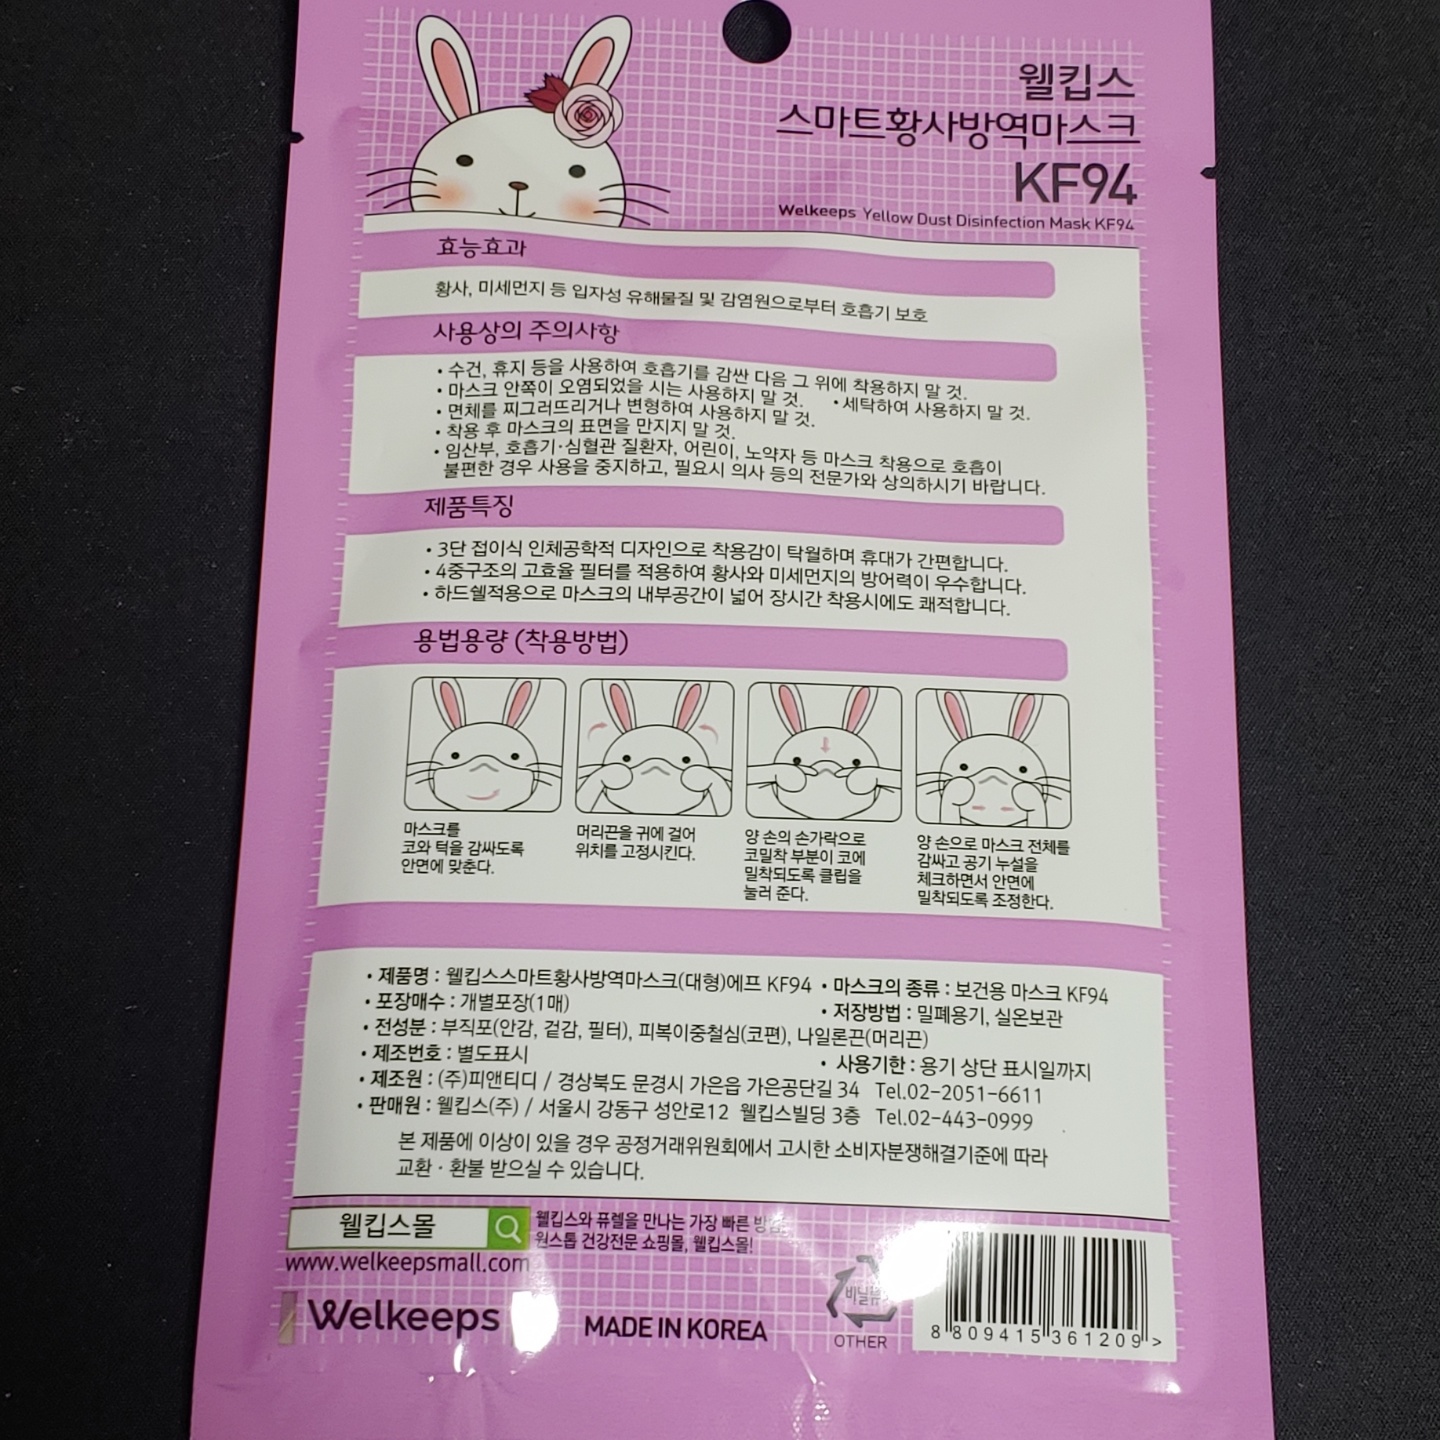 웰킵스
스마트황사방역마스크
KF94
Welkeeps Yellow Dust Disinfection Mask KF94
효능효과
황사, 미세먼지 등 입자성 유해물질 및 감염원으로부터 호흡기 보호
사용상의 주의사항
• 수건, 휴지 등을 사용하여 호흡기를 감싼 다음 그 위에 착용하지 말 것.
• 마스크 안쪽이 오염되었을 시는 사용하지 말 것. • 세탁하여 사용하지 말 것.
• 면체를 찌그러뜨리거나 변형하여 사용하지 말 것.
• 착용 후 마스크의 표면을 만지지 말 것.
• 임산부, 호흡기·심혈관 질환자, 어린이, 노약자 등 마스크 착용으로 호흡이
불편한 경우 사용을 중지하고, 필요시 의사 등의 전문가와 상의하시기 바랍니다.
제품특징
• 3단 접이식 인체공학적 디자인으로 착용감이 탁월하며 휴대가 간편합니다.
• 4중구조의 고효율 필터를 적용하여 황사와 미세먼지의 방어력이 우수합니다.
• 하드쉘적용으로 마스크의 내부공간이 넓어 장시간 착용시에도 쾌적합니다.
용법용량 (착용방법)
마스크를
코와 턱을 감싸도록
안면에 맞춘다.
머리끈을 귀에 걸어
위치를 고정시킨다.
양 손의 손가락으로
코밀착 부분이 코에
밀착되도록 클립을
눌러 준다.
양 손으로 마스크 전체를
감싸고 공기 누설을
체크하면서 안면에
밀착되도록 조정한다.
• 제품명 : 웰킵스스마트황사방역마스크(대형)에프 KF94 • 마스크의 종류 : 보건용 마스크 KF94
• 포장매수 : 개별포장(1매) • 저장방법 : 밀폐용기, 실온보관
• 전성분 : 부직포(안감, 겉감, 필터), 피복이중철심(코편), 나일론끈(머리끈)
• 제조번호 : 별도표시 • 사용기한 : 용기 상단 표시일까지
• 제조원 : (주)피앤티디 / 경상북도 문경시 가은읍 가은공단길 34 Tel.02-2051-6611
• 판매원 : 웰킵스(주) / 서울시 강동구 성안로12 웰킵스빌딩 3층 Tel.02-443-0999
본 제품에 이상이 있을 경우 공정거래위원회에서 고시한 소비자분쟁해결기준에 따라
교환 · 환불 받으실 수 있습니다.
웰킵스몰
웰킵스와 퓨렐을 만나는 가장 빠른
원스톱 건강전문 쇼핑몰, 웰킵스몰!
www.welkeepsmall.com
Welkeeps
MADE IN KOREA
비닐류
OTHER
8 809415 361209 >